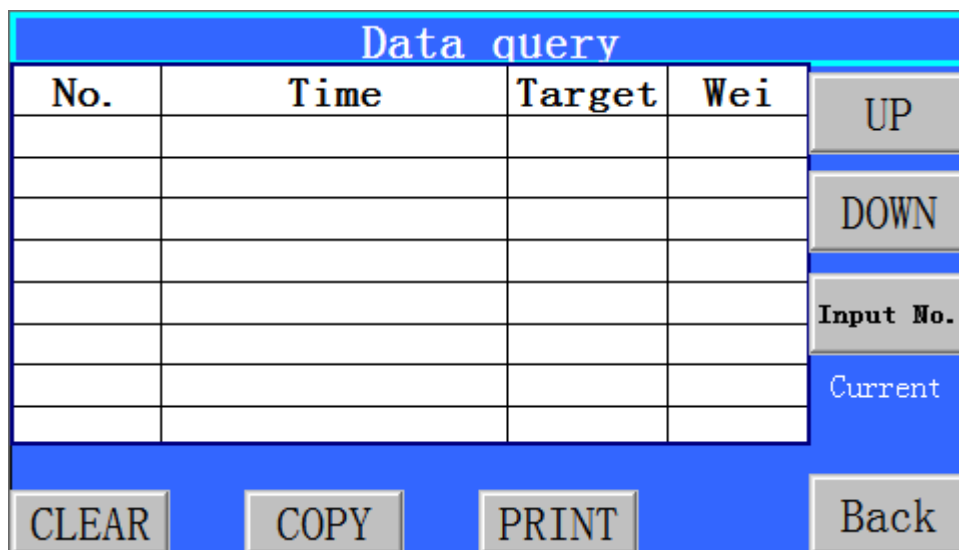 Data query
No. Time Target Wei
UP
DOWN
Input No.
Current
CLEAR COPY PRINT Back